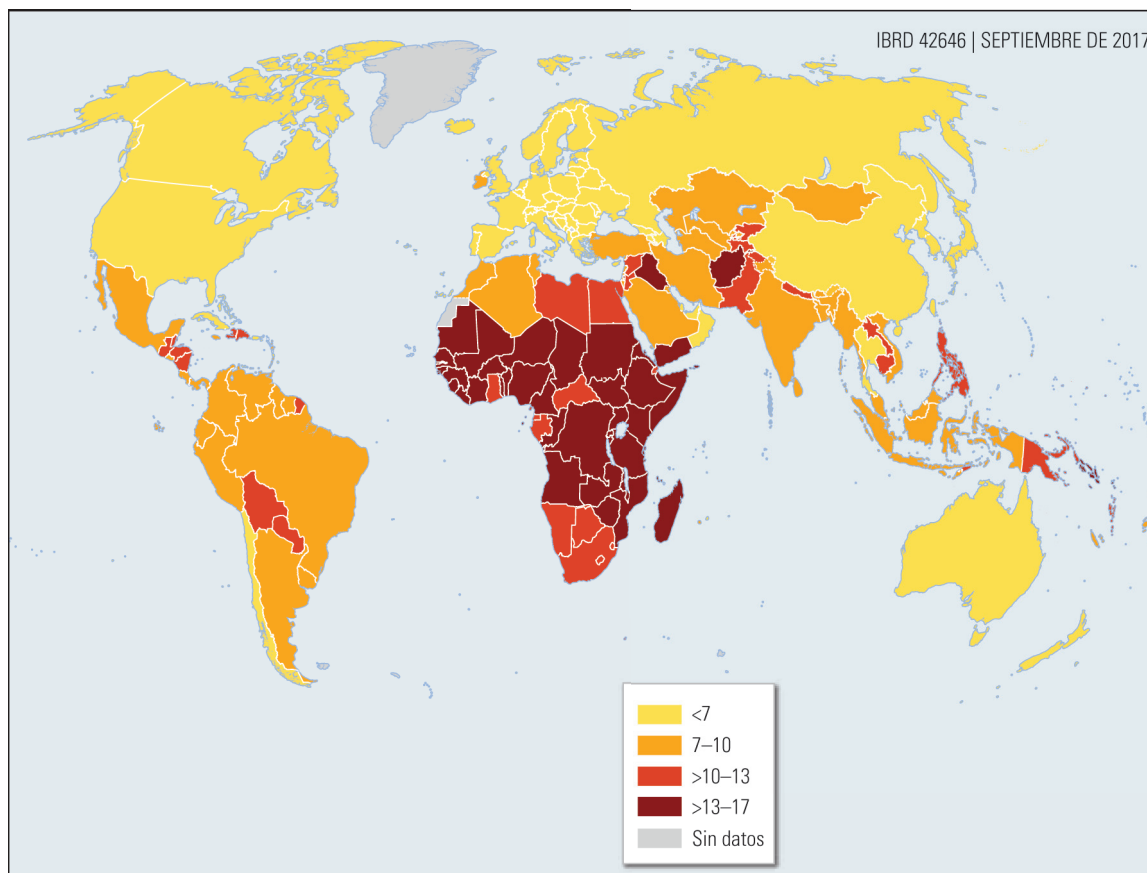 IBRD 42646 | SEPTIEMBRE DE 2017
<7
7–10
>10–13
>13–17
Sin datos